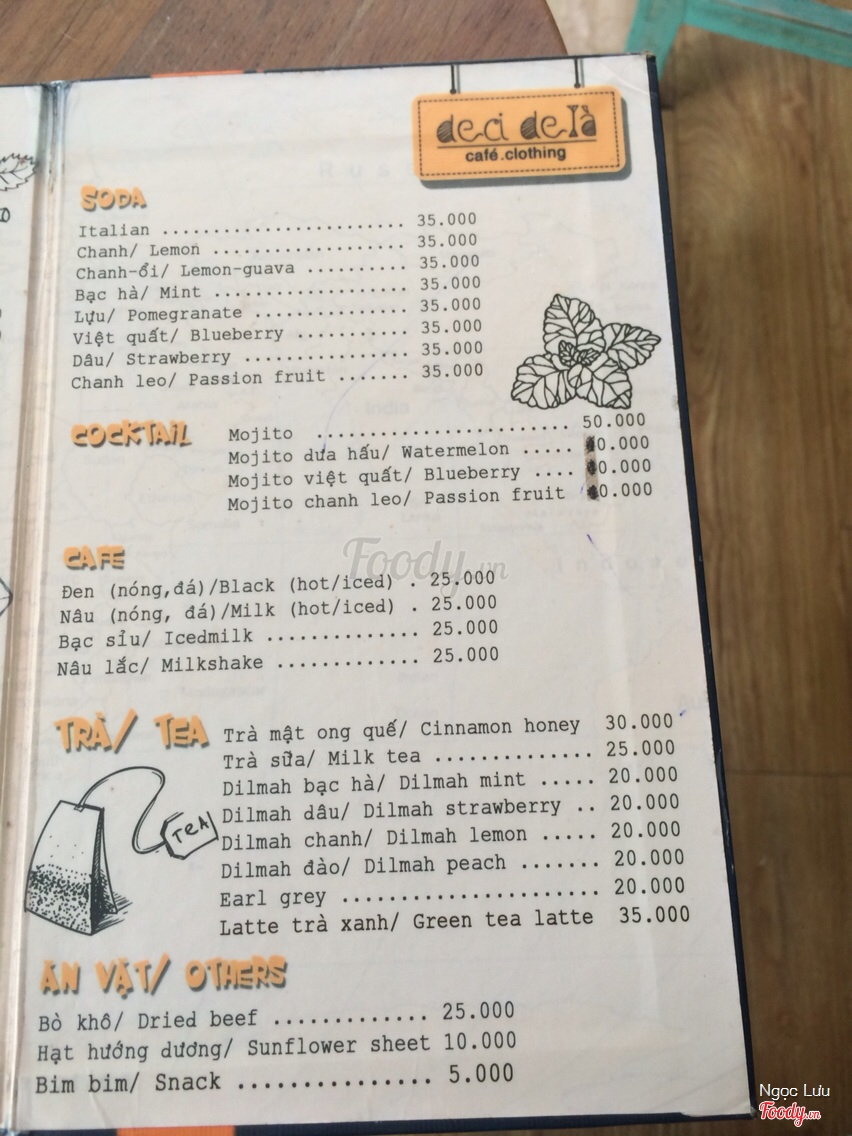 deci delà
café.clothing
SODA
Italian ........................ 35.000
Chanh/ Lemon ................... 35.000
Chanh-ổi/ Lemon-guava .......... 35.000
Bạc hà/ Mint ................... 35.000
Lựu/ Pomegranate ............... 35.000
Việt quất/ Blueberry ........... 35.000
Dâu/ Strawberry ................ 35.000
Chanh leo/ Passion fruit ....... 35.000
COCKTAIL
Mojito ......................... 50.000
Mojito dưa hấu/ Watermelon ..... 0.000
Mojito việt quất/ Blueberry .... 0.000
Mojito chanh leo/ Passion fruit 0.000
CAFE
Đen (nóng,đá)/Black (hot/iced) . 25.000
Nâu (nóng, đá)/Milk (hot/iced) . 25.000
Bạc sỉu/ Icedmilk .............. 25.000
Nâu lắc/ Milkshake ............. 25.000
TRÀ/ TEA
Trà mật ong quế/ Cinnamon honey 30.000
Trà sữa/ Milk tea .............. 25.000
Dilmah bạc hà/ Dilmah mint ..... 20.000
Dilmah dâu/ Dilmah strawberry .. 20.000
Dilmah chanh/ Dilmah lemon ..... 20.000
Dilmah đào/ Dilmah peach ....... 20.000
Earl grey ...................... 20.000
Latte trà xanh/ Green tea latte 35.000
TEA
ĂN VẶT/ OTHERS
Bò khô/ Dried beef ............. 25.000
Hạt hướng dương/ Sunflower sheet 10.000
Bim bim/ Snack ................ 5.000
Foody.vn
Ngọc Lưu
Foody.vn